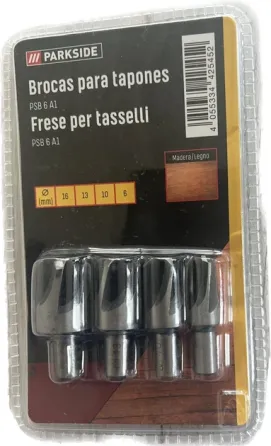 PARKSIDE
Brocas para tapones
PSB 6 A1
Frese per tasselli
PSB 6 A1
Ø (mm) 16 13 10 6
Madera/Legno
4 055334 425452